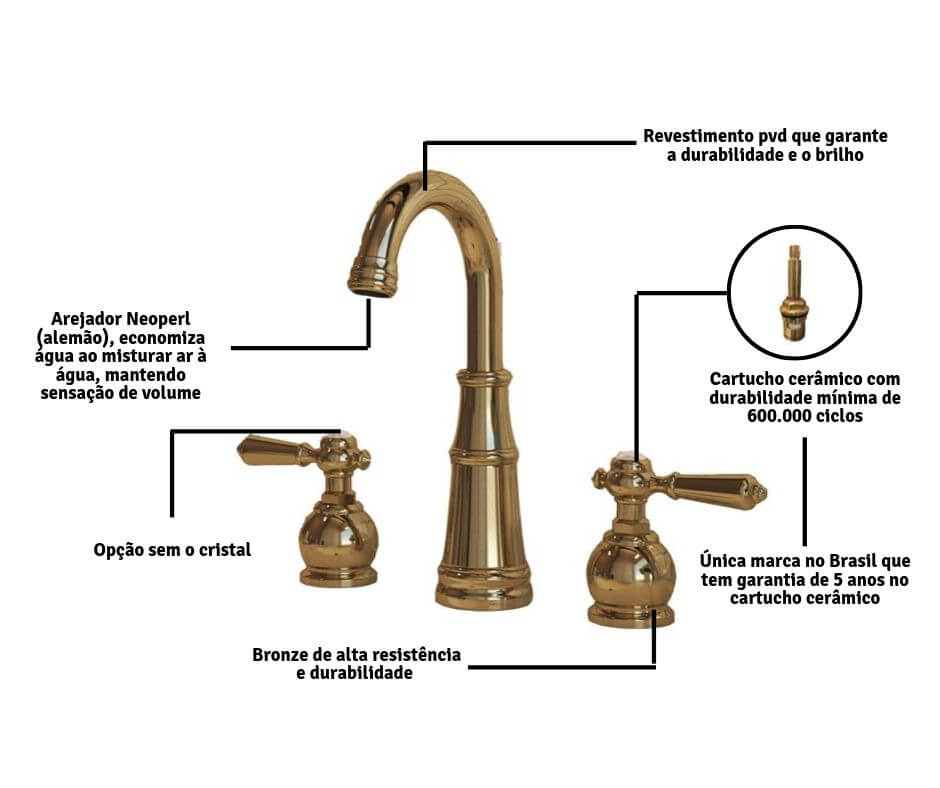 Revestimento pvd que garante
a durabilidade e o brilho
Arejador Neoperl
(alemão), economiza
água ao misturar ar à
água, mantendo
sensação de volume
Cartucho cerâmico com
durabilidade mínima de
600.000 ciclos
Opção sem o cristal
Única marca no Brasil que
tem garantia de 5 anos no
cartucho cerâmico
Bronze de alta resistência
e durabilidade